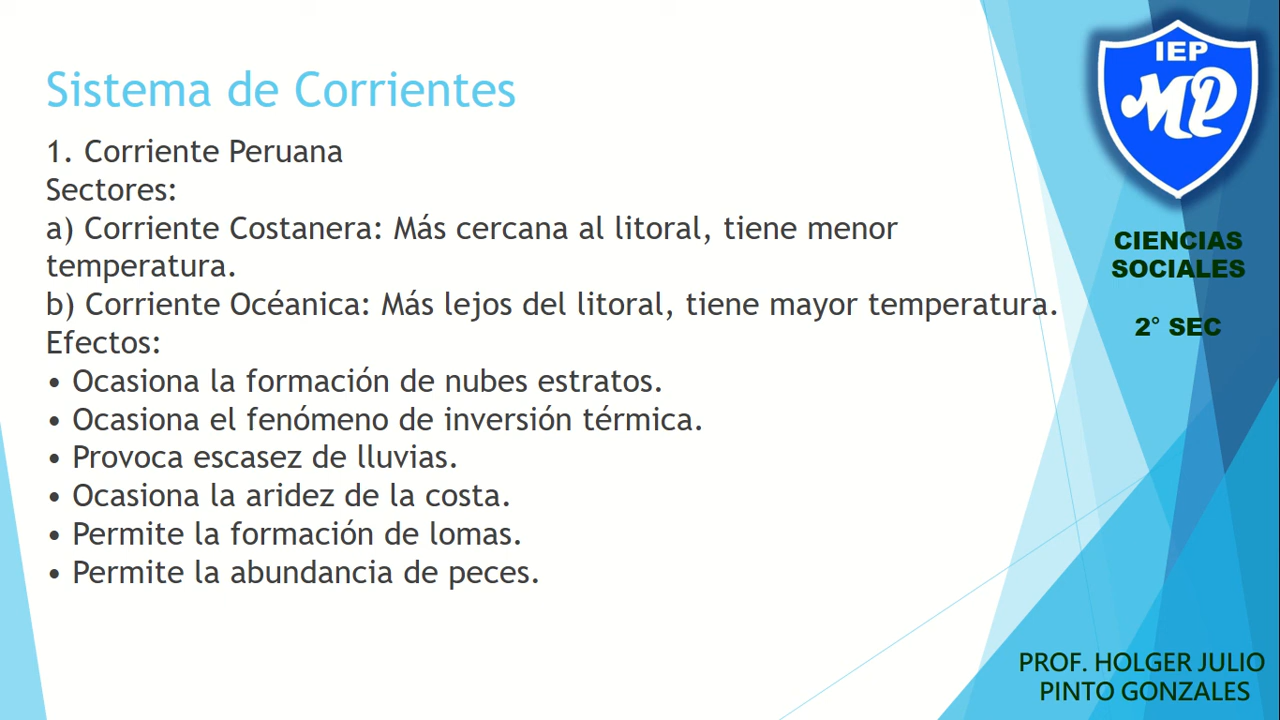 Sistema de Corrientes
1. Corriente Peruana
Sectores:
a) Corriente Costanera: Más cercana al litoral, tiene menor
temperatura.
b) Corriente Océanica: Más lejos del litoral, tiene mayor temperatura.
Efectos:
• Ocasiona la formación de nubes estratos.
• Ocasiona el fenómeno de inversión térmica.
• Provoca escasez de lluvias.
• Ocasiona la aridez de la costa.
• Permite la formación de lomas.
• Permite la abundancia de peces.
IEP
MP
CIENCIAS
SOCIALES
2° SEC
PROF. HOLGER JULIO
PINTO GONZALES